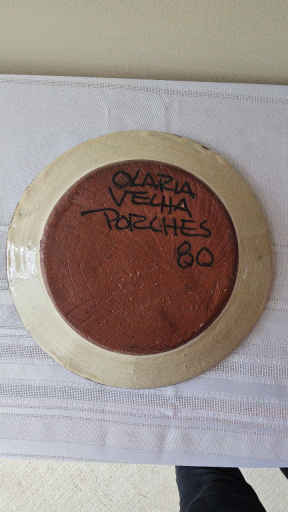 OLARIA
VELHA
PORCHES
80